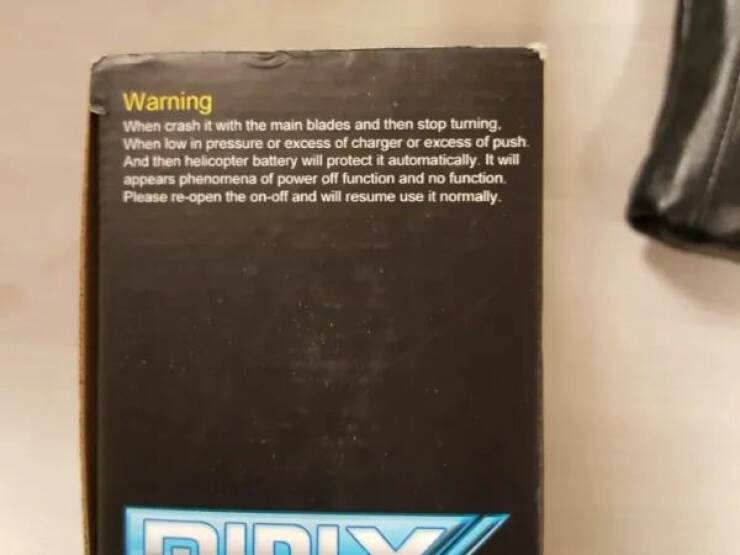 Warning
When crash it with the main blades and then stop turning,
When low in pressure or excess of charger or excess of push.
And then helicopter battery will protect it automatically. It will
appears phenomena of power off function and no function.
Please re-open the on-off and will resume use it normally.